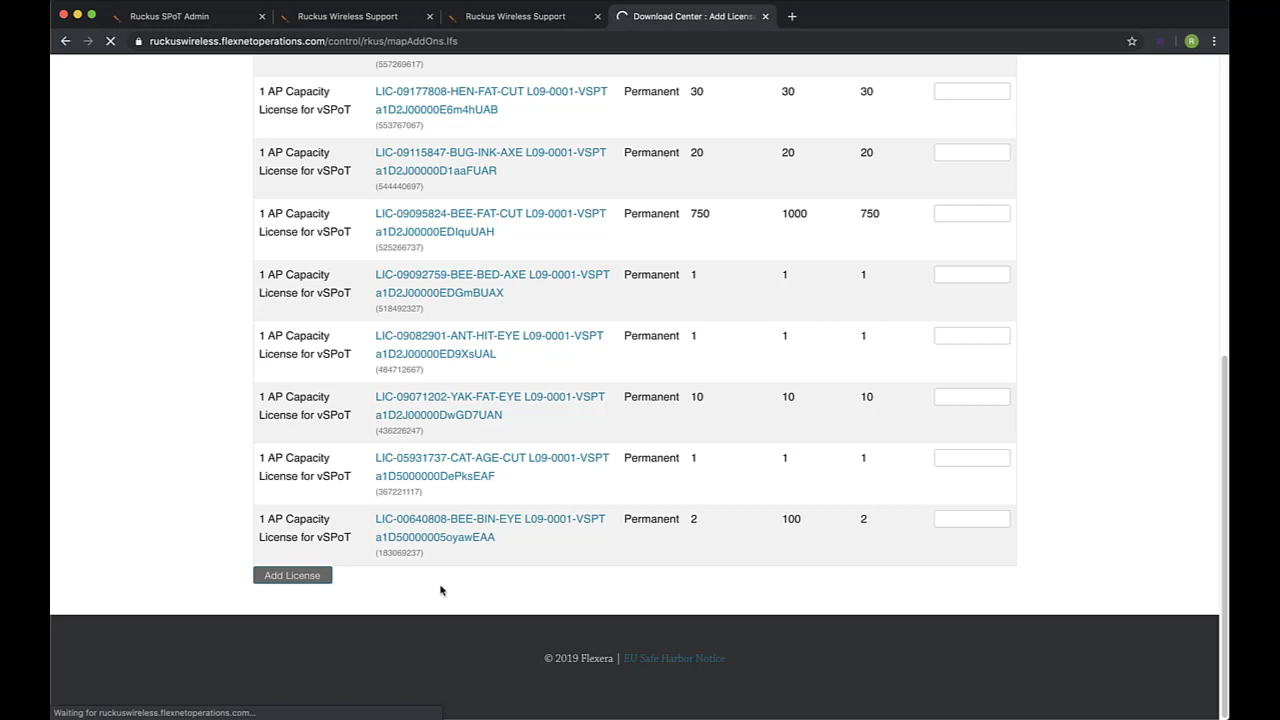 Ruckus SPoT Admin
Ruckus Wireless Support
Ruckus Wireless Support
Download Center : Add Licens
ruckuswireless.flexnetoperations.com/control/rkus/mapAddOns.lfs
R
(557269617)
1 AP Capacity License for vSPoT LIC-09177808-HEN-FAT-CUT L09-0001-VSPT Permanent 30 30 30
a1D2J00000E6m4hUAB
(553767067)
1 AP Capacity License for vSPoT LIC-09115847-BUG-INK-AXE L09-0001-VSPT Permanent 20 20 20
a1D2J00000D1aaFUAR
(544440697)
1 AP Capacity License for vSPoT LIC-09095824-BEE-FAT-CUT L09-0001-VSPT Permanent 750 1000 750
a1D2J00000EDIquUAH
(525266737)
1 AP Capacity License for vSPoT LIC-09092759-BEE-BED-AXE L09-0001-VSPT Permanent 1 1 1
a1D2J00000EDGmBUAX
(518492327)
1 AP Capacity License for vSPoT LIC-09082901-ANT-HIT-EYE L09-0001-VSPT Permanent 1 1 1
a1D2J00000ED9XsUAL
(484712667)
1 AP Capacity License for vSPoT LIC-09071202-YAK-FAT-EYE L09-0001-VSPT Permanent 10 10 10
a1D2J00000DwGD7UAN
(436226247)
1 AP Capacity License for vSPoT LIC-05931737-CAT-AGE-CUT L09-0001-VSPT Permanent 1 1 1
a1D5000000DePksEAF
(367221117)
1 AP Capacity License for vSPoT LIC-00640808-BEE-BIN-EYE L09-0001-VSPT Permanent 2 100 2
a1D50000005oyawEAA
(183069237)
Add License
© 2019 Flexera | EU Safe Harbor Notice
Waiting for ruckuswireless.flexnetoperations.com...